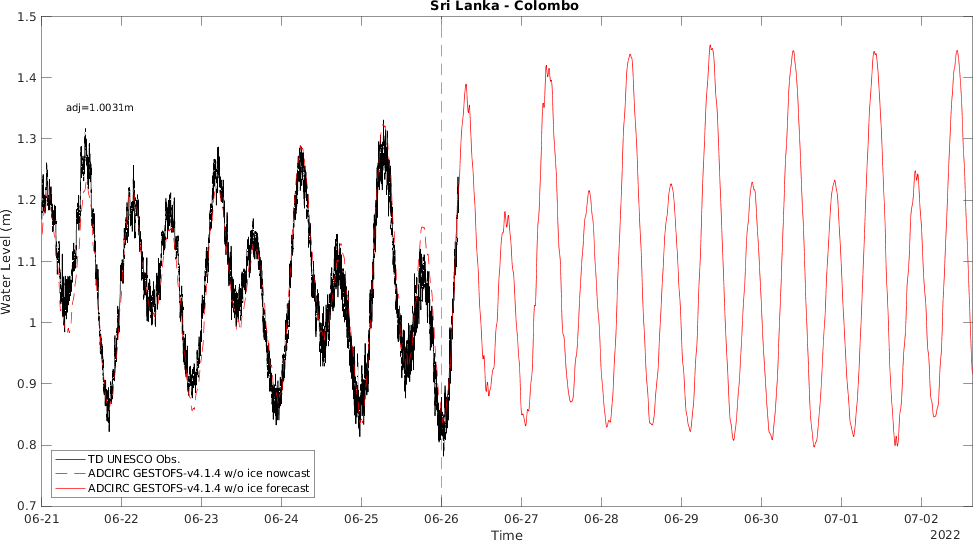 Sri Lanka - Colombo
1.5
1.4
1.3
1.2
1.1
1
0.9
0.8
0.7
Water Level (m)
adj=1.0031m
TD UNESCO Obs.
ADCIRC GESTOFS-v4.1.4 w/o ice nowcast
ADCIRC GESTOFS-v4.1.4 w/o ice forecast
06-21 06-22 06-23 06-24 06-25 06-26 06-27 06-28 06-29 06-30 07-01 07-02
Time
2022